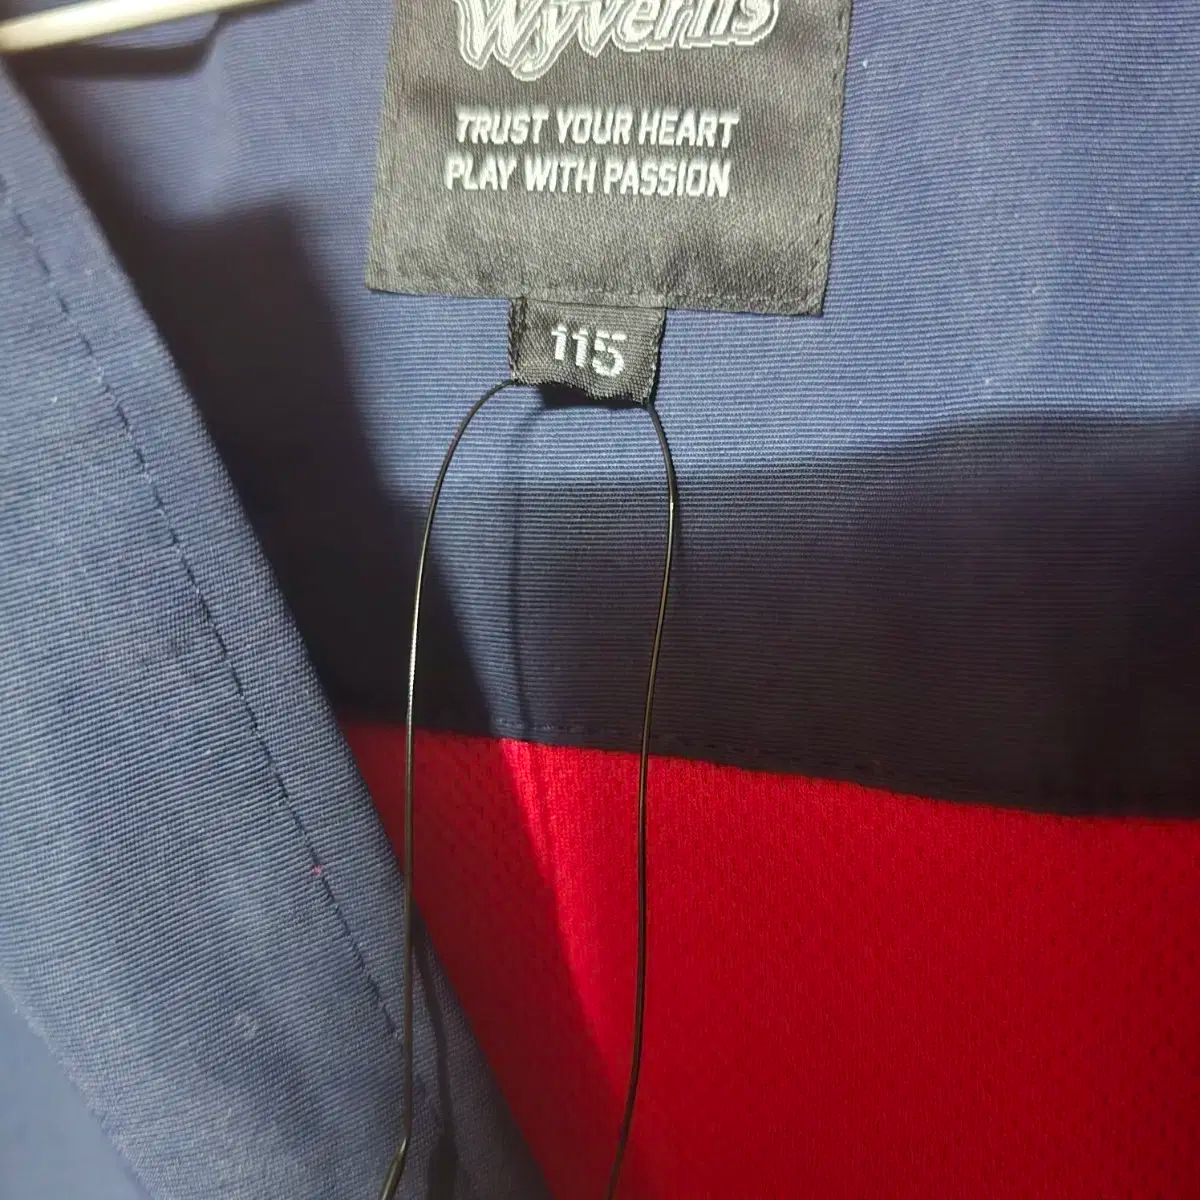 Wyverns
TRUST YOUR HEART
PLAY WITH PASSION
115